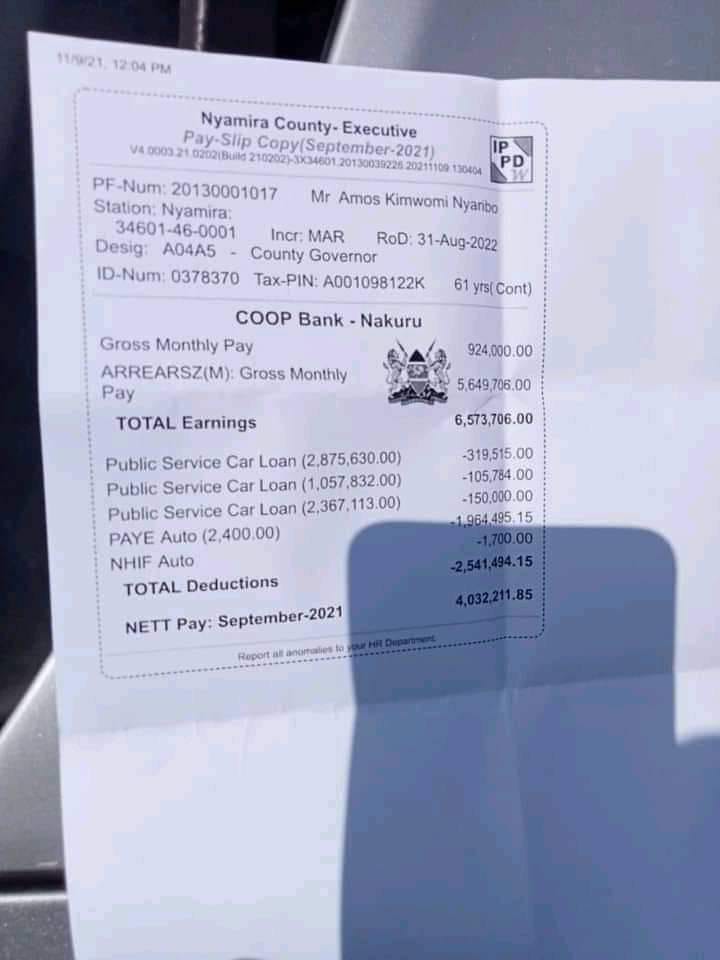 11/9/21, 12:04 PM
Nyamira County- Executive
Pay-Slip Copy(September-2021)
V4.0003.21.0202(Build 210202)-3X34601.20130039226.20211109.130404
IP
PD
W
PF-Num: 20130001017 Mr Amos Kimwomi Nyaribo
Station: Nyamira:
34601-46-0001 Incr: MAR RoD: 31-Aug-2022
Desig: A04A5 - County Governor
ID-Num: 0378370 Tax-PIN: A001098122K 61 yrs(Cont)
COOP Bank - Nakuru
Gross Monthly Pay 924,000.00
ARREARSZ(M): Gross Monthly
Pay 5,649,706.00
TOTAL Earnings 6,573,706.00
Public Service Car Loan (2,875,630.00) -319,515.00
Public Service Car Loan (1,057,832.00) -105,784.00
Public Service Car Loan (2,367,113.00) -150,000.00
PAYE Auto (2,400.00) -1,964,495.15
NHIF Auto -1,700.00
TOTAL Deductions -2,541,494.15
NETT Pay: September-2021 4,032,211.85
Report all anomalies to your HR Department.